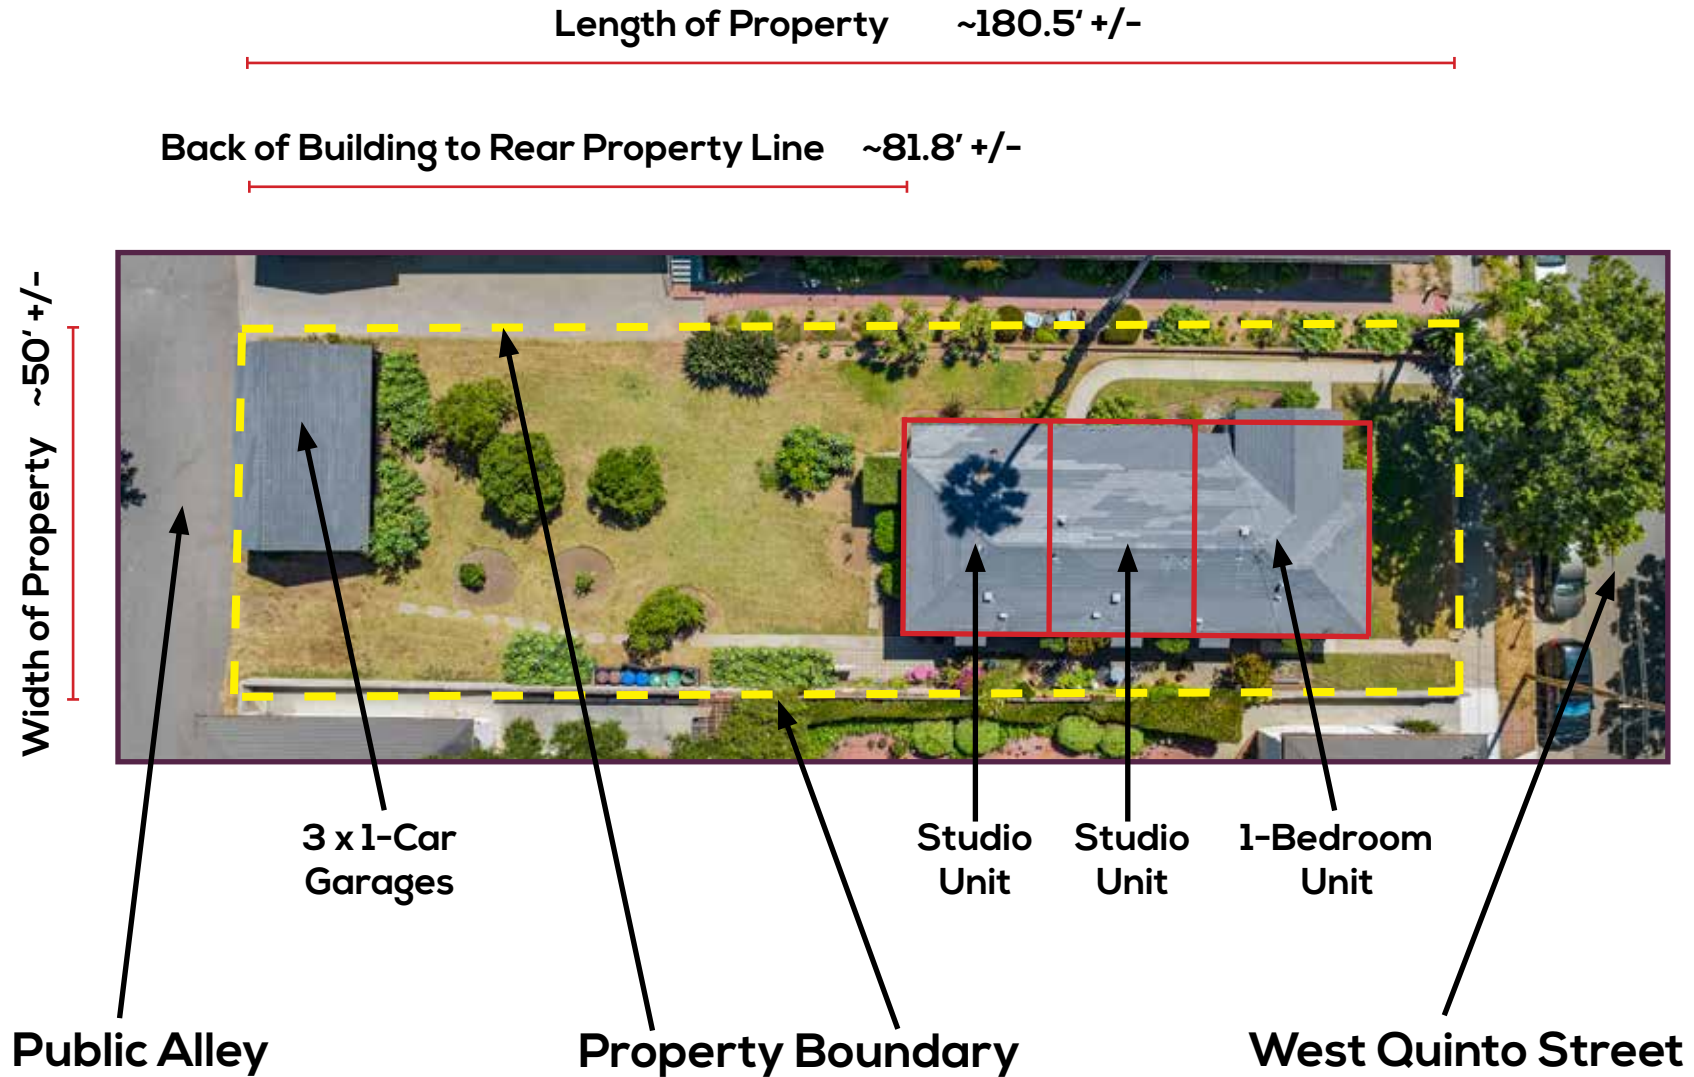 Length of Property ~180.5‘ +/-
Back of Building to Rear Property Line ~81.8’ +/-
Width of Property ~50’ +/-
3 x 1-Car
Garages
Studio
Unit
Studio
Unit
1-Bedroom
Unit
Public Alley
Property Boundary
West Quinto Street